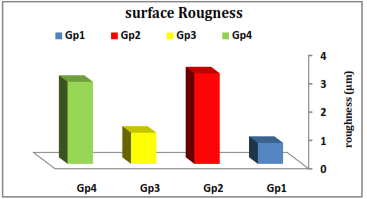 surface Rougness
Gp1 Gp2 Gp3 Gp4
4
3
2
1
0
roughness (µm)
Gp4 Gp3 Gp2 Gp1